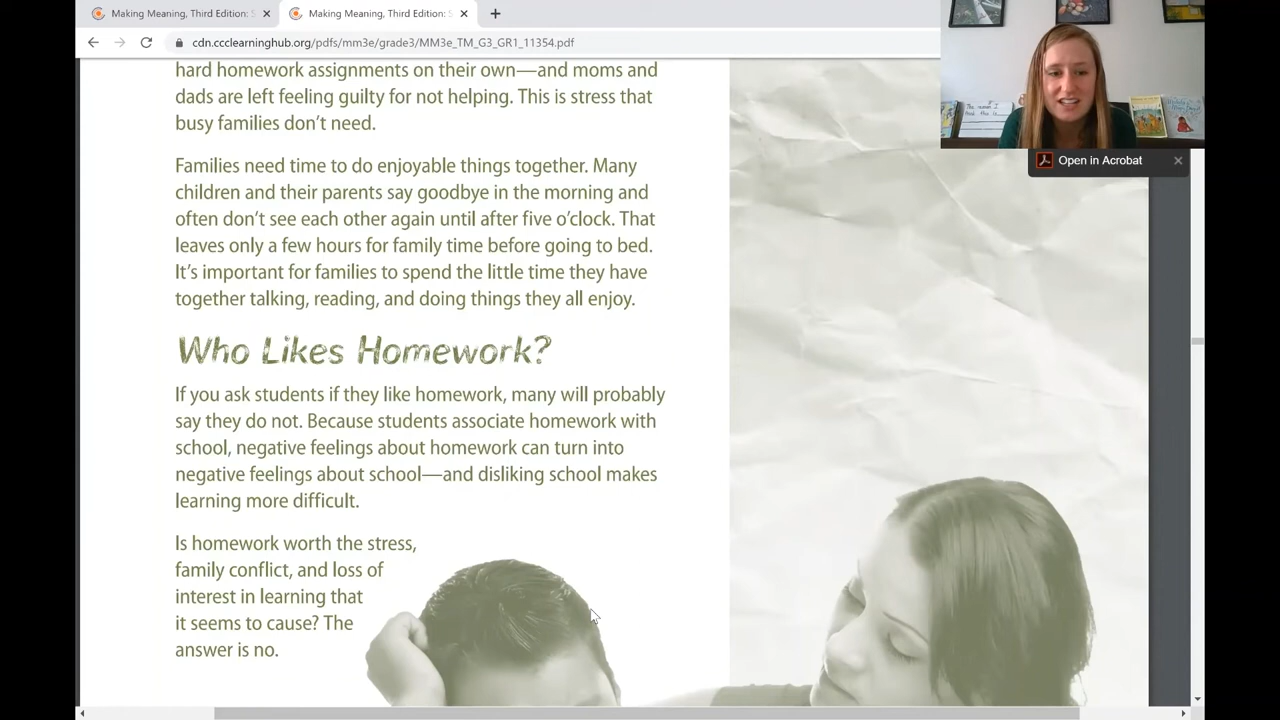 Making Meaning, Third Edition: S
Making Meaning, Third Edition: S
cdn.ccclearninghub.org/pdfs/mm3e/grade3/MM3e_TM_G3_GR1_11354.pdf
Open in Acrobat
hard homework assignments on their own—and moms and
dads are left feeling guilty for not helping. This is stress that
busy families don't need.
Families need time to do enjoyable things together. Many
children and their parents say goodbye in the morning and
often don't see each other again until after five o'clock. That
leaves only a few hours for family time before going to bed.
It's important for families to spend the little time they have
together talking, reading, and doing things they all enjoy.
Who Likes Homework?
If you ask students if they like homework, many will probably
say they do not. Because students associate homework with
school, negative feelings about homework can turn into
negative feelings about school—and disliking school makes
learning more difficult.
Is homework worth the stress,
family conflict, and loss of
interest in learning that
it seems to cause? The
answer is no.